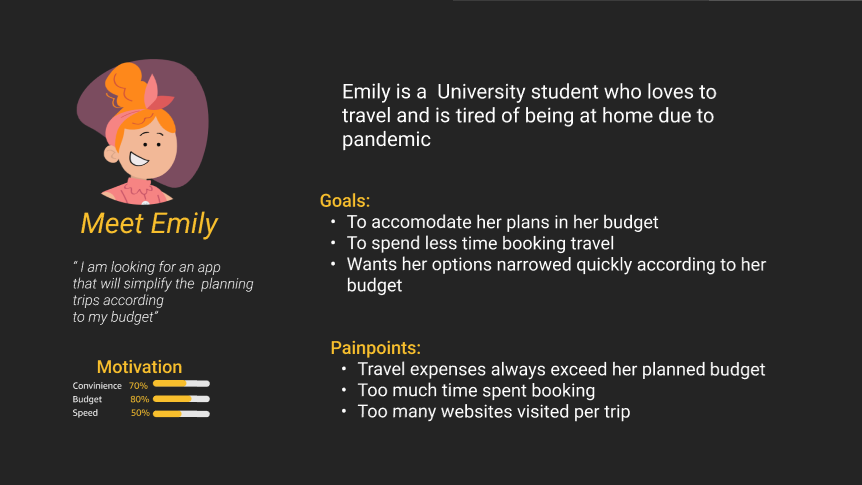 Emily is a  University student who loves to
travel and is tired of being at home due to
pandemic
Meet Emily
“ I am looking for an app
that will simplify the  planning
trips according
to my budget”
Motivation
Convinience 70%
Budget 80%
Speed 50%
Goals:
• To accomodate her plans in her budget
• To spend less time booking travel
• Wants her options narrowed quickly according to her
budget
Painpoints:
• Travel expenses always exceed her planned budget
• Too much time spent booking
• Too many websites visited per trip